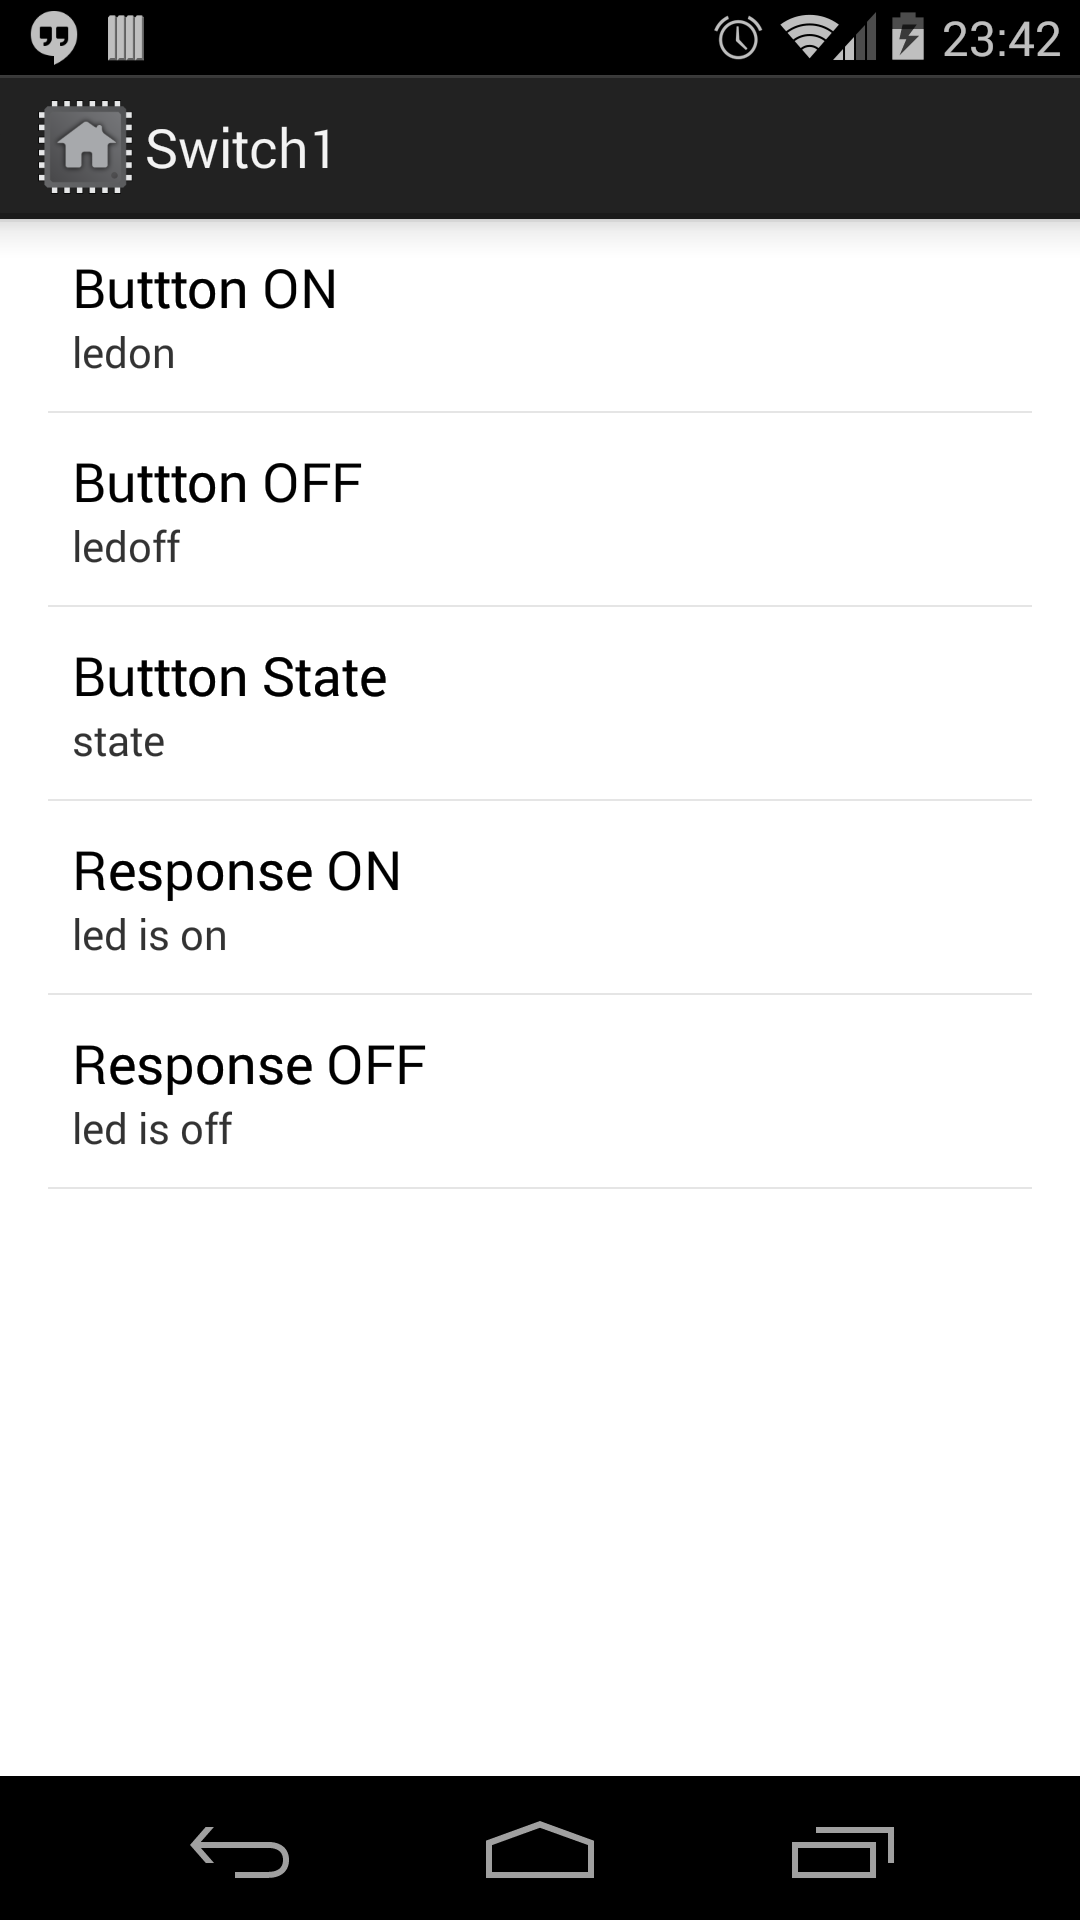 23:42
Switch1
Buttton ON
ledon
Buttton OFF
ledoff
Buttton State
state
Response ON
led is on
Response OFF
led is off